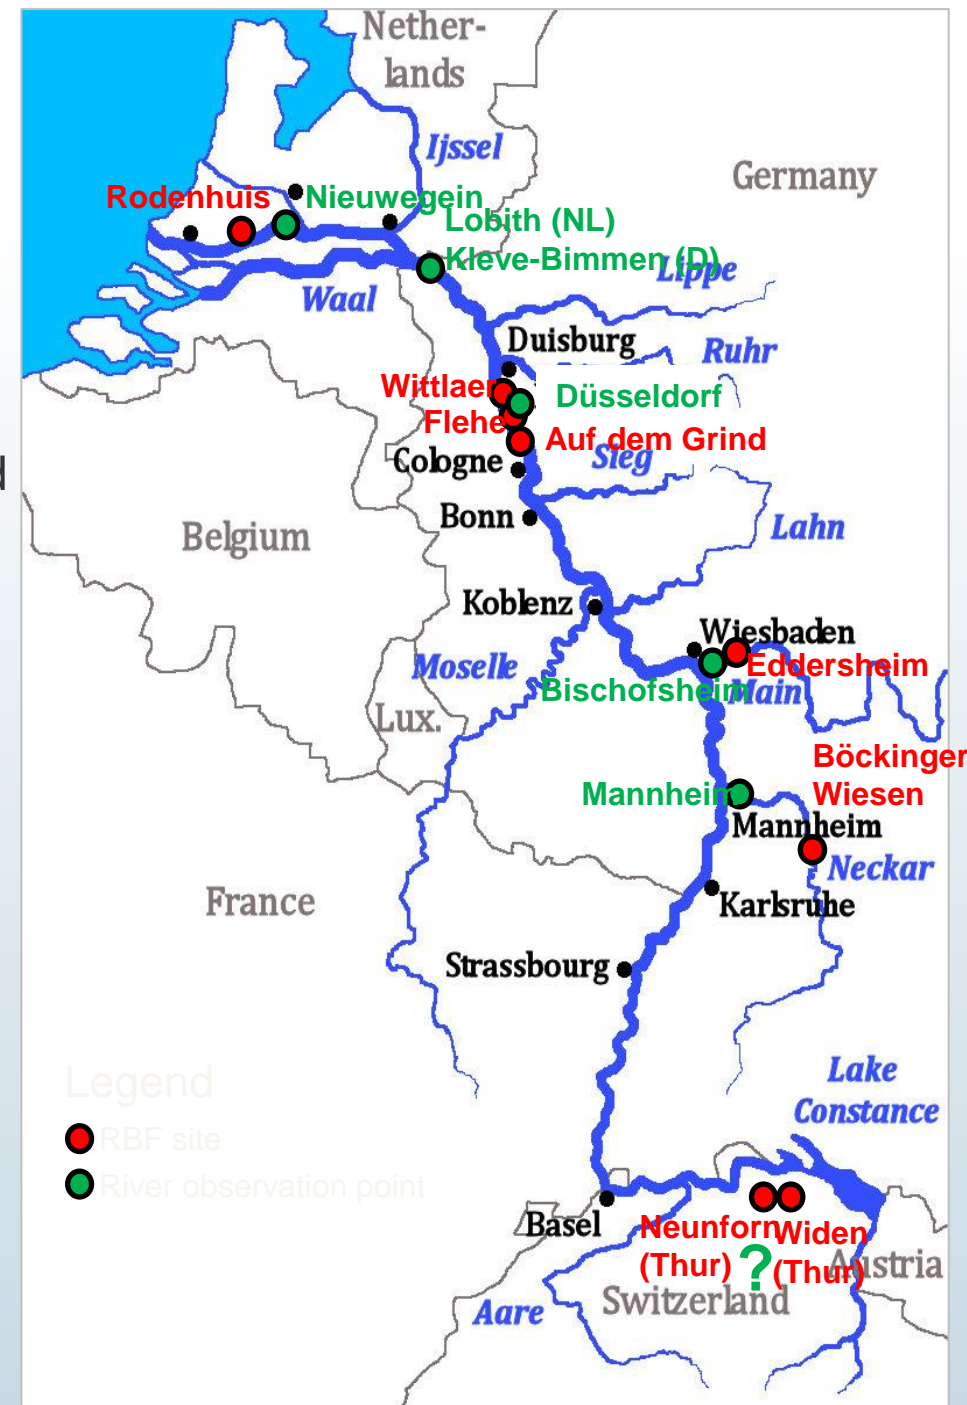 Nether-
lands
Ijssel
Germany
Rodenhuis
Nieuwegein
Lobith (NL)
Kleve-Bimmen (D)
Lippe
Waal
Duisburg
Ruhr
Wittlaer
Düsseldorf
Flehe
Auf dem Grind
Cologne
Sieg
d
Bonn
Lahn
Belgium
Koblenz
Wiesbaden
Moselle
Eddersheim
Bischofsheim
Main
Lux.
Böckinger
Wiesen
Mannheim
Mannheim
Neckar
France
Karlsruhe
Strassbourg
Lake
Constance
Legend
RBF site
River observation point
Basel
Neunforn
(Thur)
?
Widen
(Thur)
Austria
Switzerland
Aare